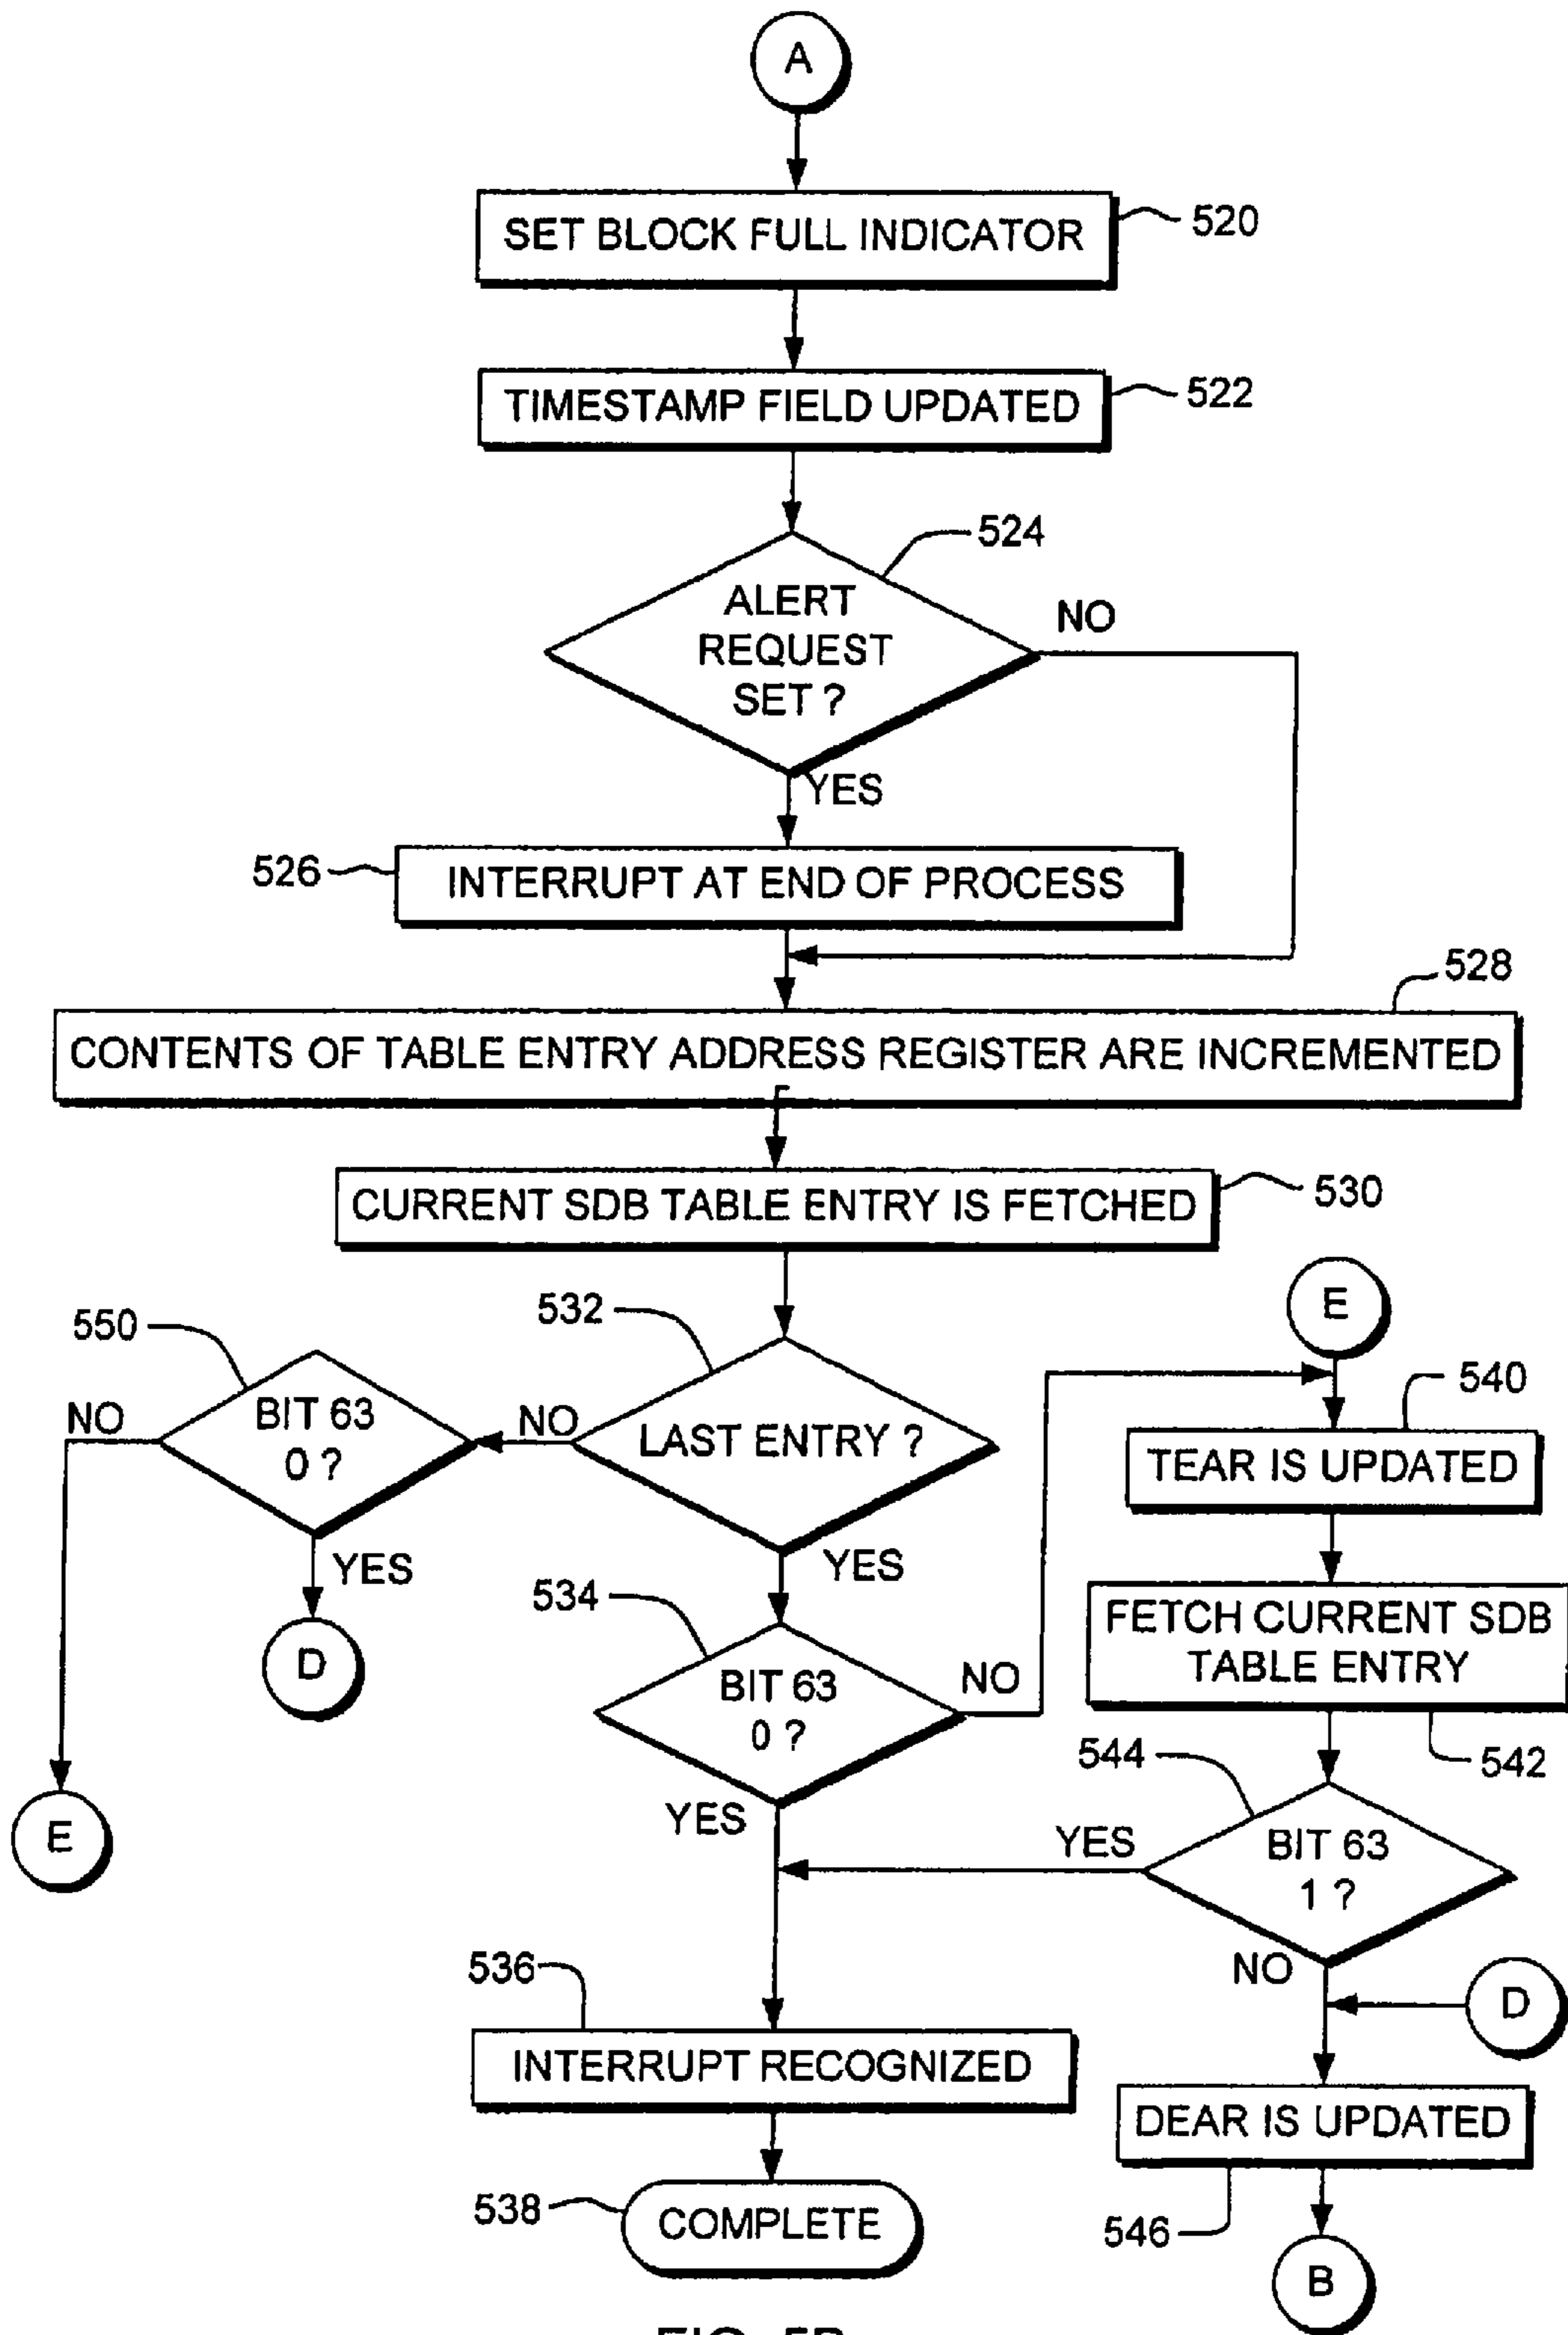 A
SET BLOCK FULL INDICATOR
520
TIMESTAMP FIELD UPDATED
522
524
ALERT
REQUEST
SET ?
NO
YES
526
INTERRUPT AT END OF PROCESS
528
CONTENTS OF TABLE ENTRY ADDRESS REGISTER ARE INCREMENTED
CURRENT SDB TABLE ENTRY IS FETCHED
530
E
532
550
540
BIT 63
0 ?
NO
NO
LAST ENTRY ?
TEAR IS UPDATED
YES
YES
534
D
FETCH CURRENT SDB
TABLE ENTRY
BIT 63
0 ?
NO
544
542
E
YES
YES
BIT 63
1 ?
NO
536
D
INTERRUPT RECOGNIZED
DEAR IS UPDATED
538
COMPLETE
546
B
FIG. 5B